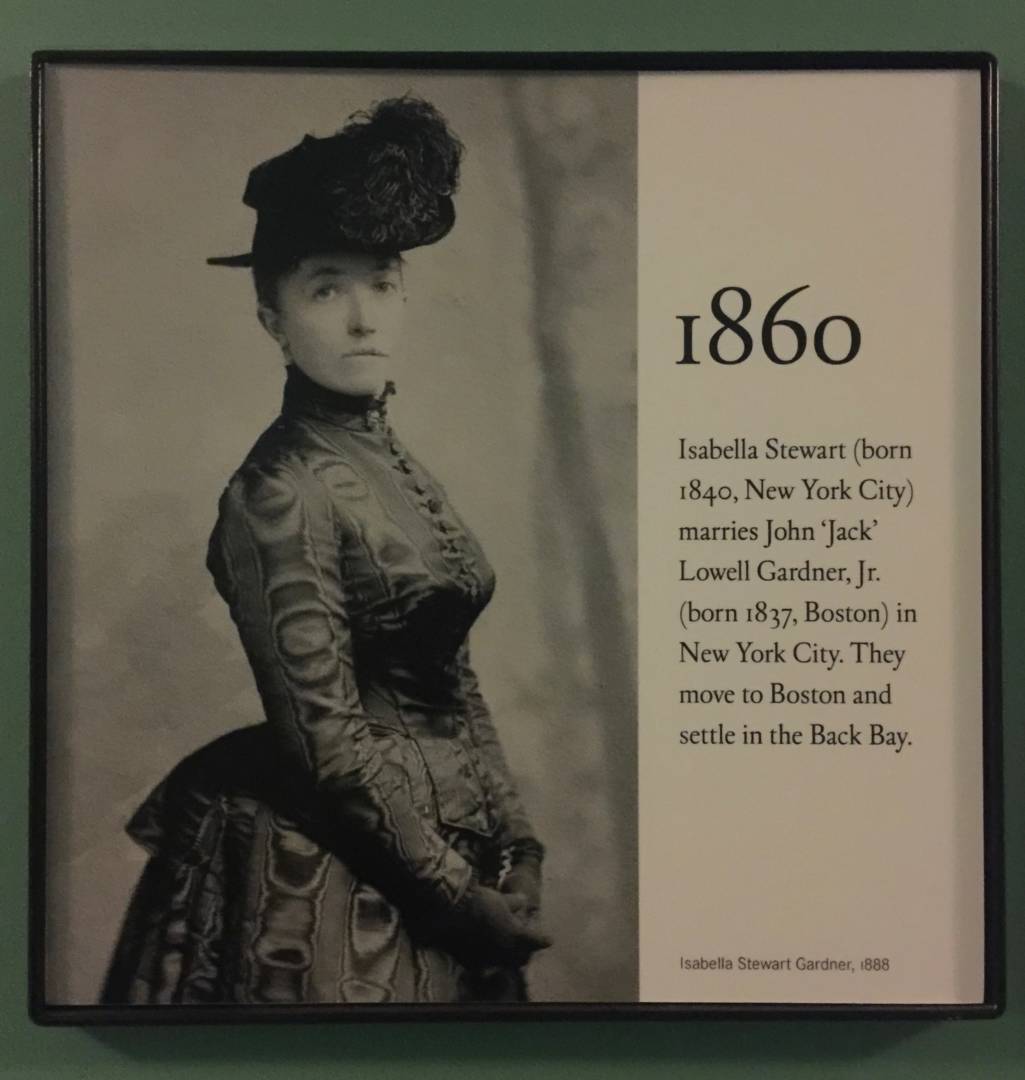 1860
Isabella Stewart (born
1840, New York City)
marries John ‘Jack’
Lowell Gardner, Jr.
(born 1837, Boston) in
New York City. They
move to Boston and
settle in the Back Bay.
Isabella Stewart Gardner, 1888